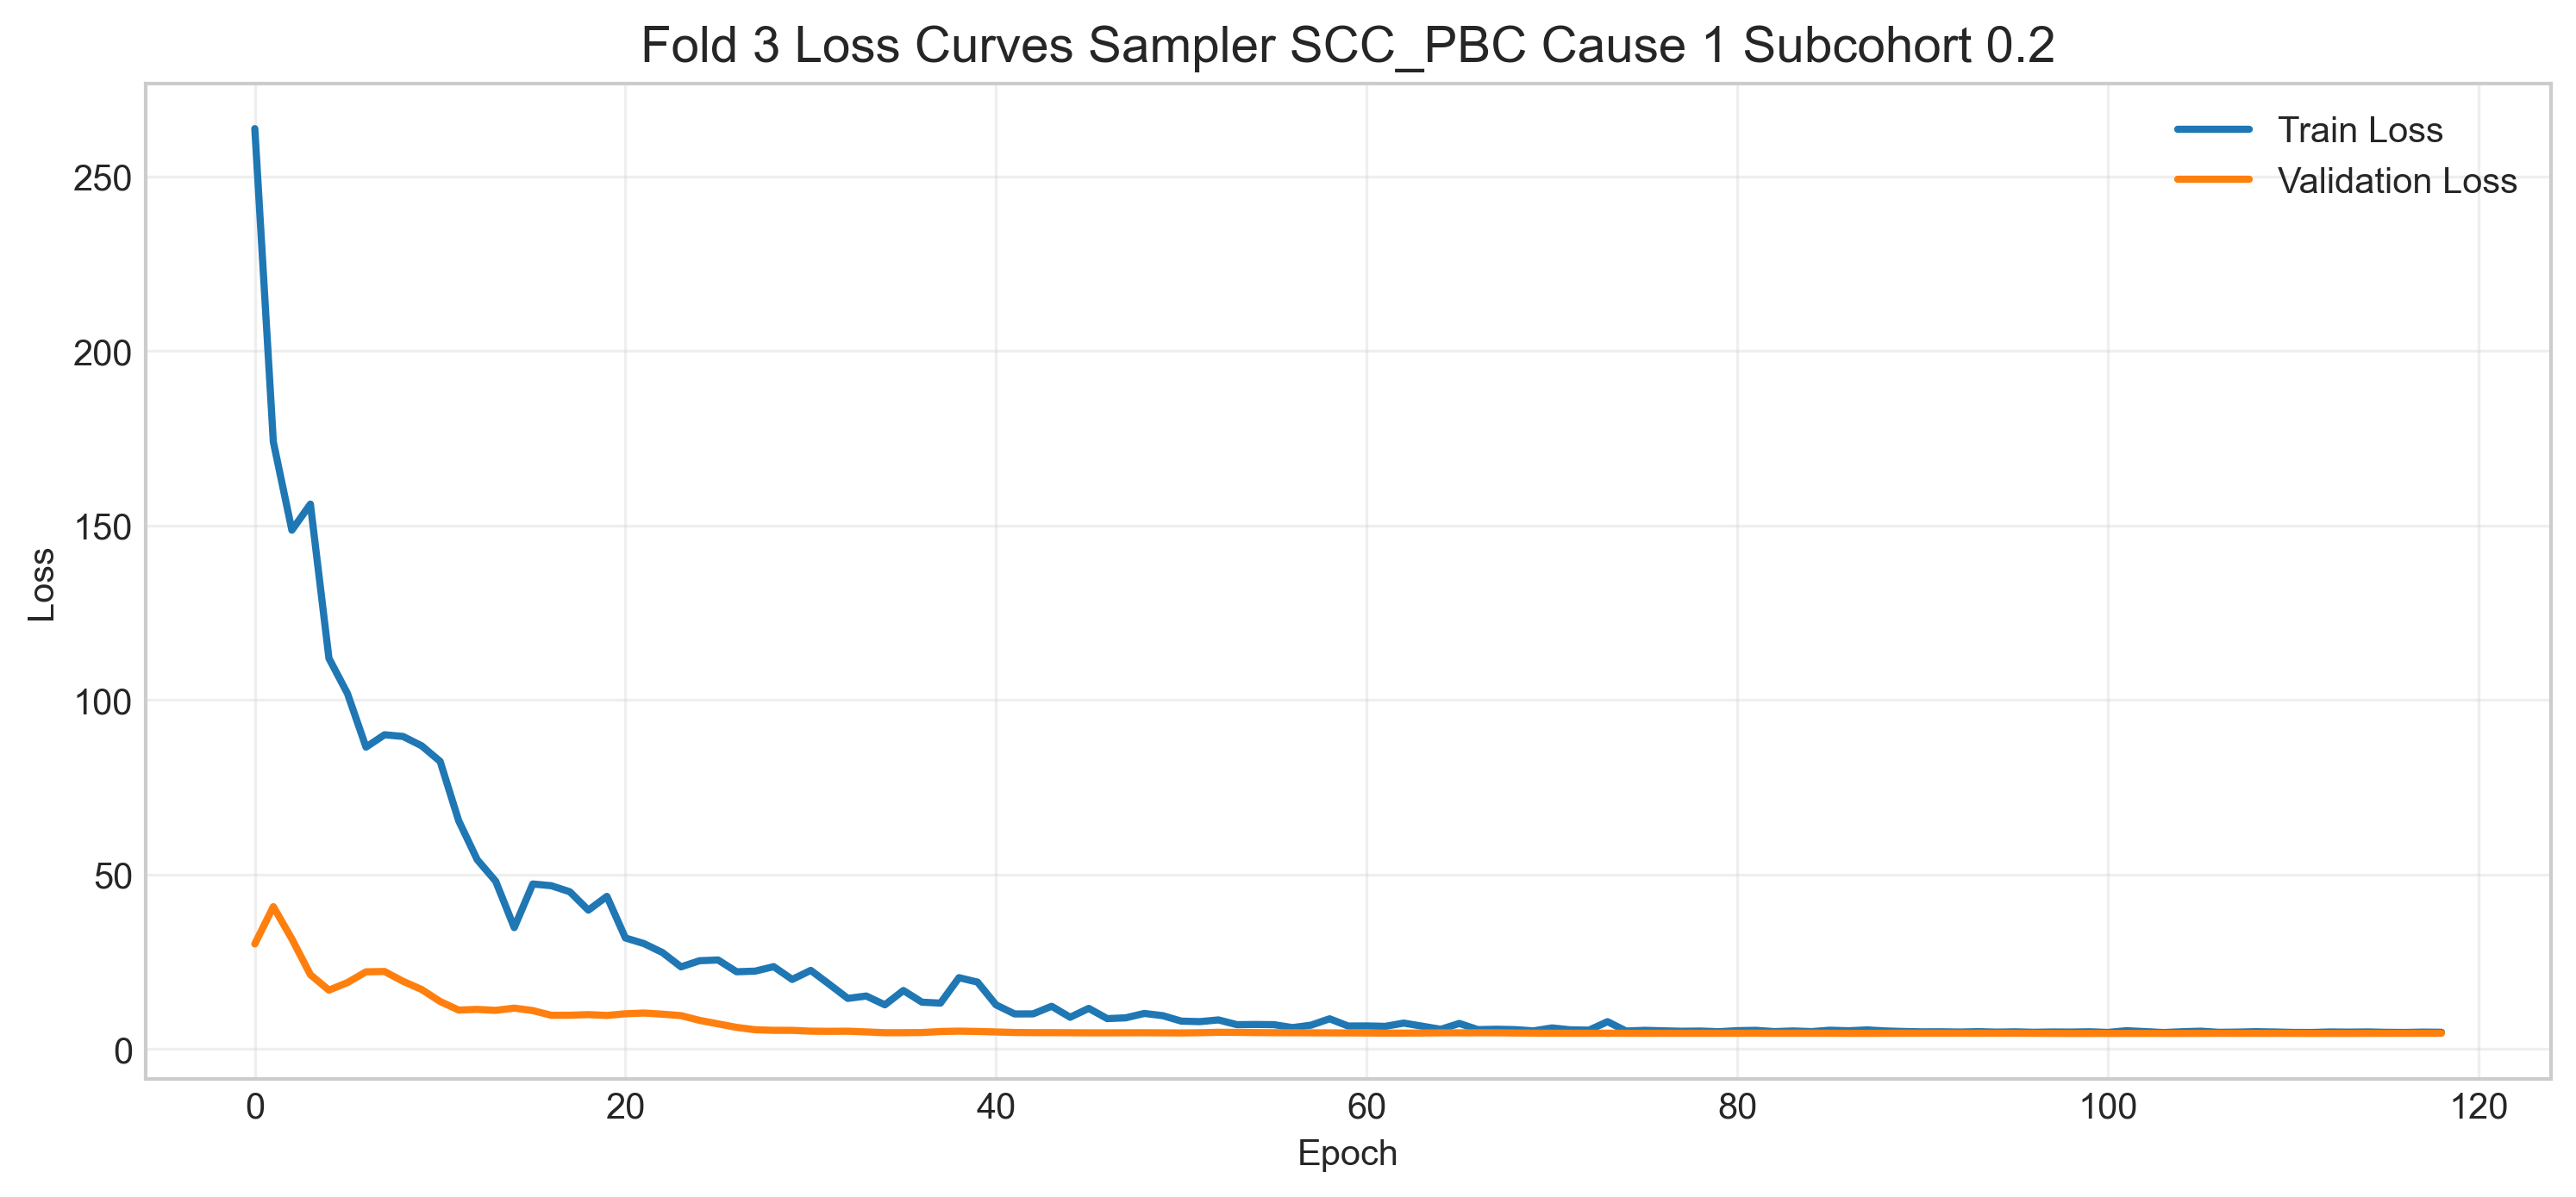 Fold 3 Loss Curves Sampler SCC_PBC Cause 1 Subcohort 0.2
Train Loss
Validation Loss
250
200
150
100
50
0
Loss
0 20 40 60 80 100 120
Epoch